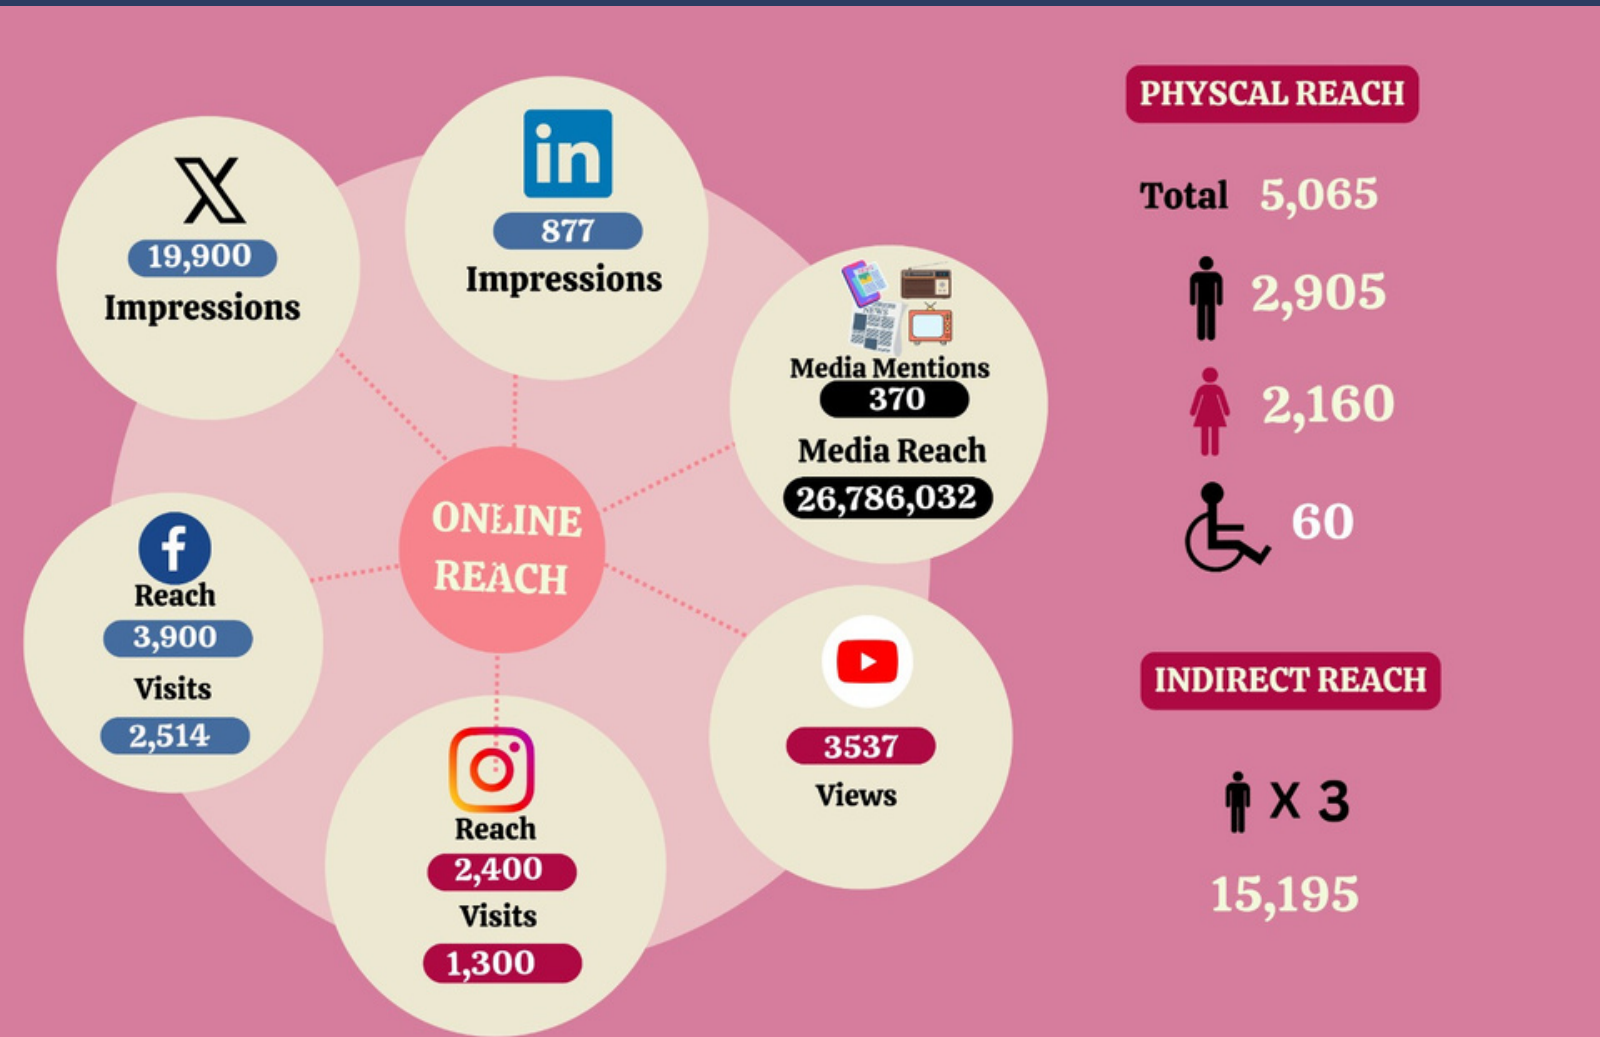 19,900
Impressions
in
877
Impressions
NEWS
Media Mentions
370
Media Reach
26,786,032
ONLINE
REACH
f
Reach
3,900
Visits
2,514
Reach
2,400
Visits
1,300
3537
Views
PHYSCAL REACH
Total 5,065
2,905
2,160
60
INDIRECT REACH
X 3
15,195